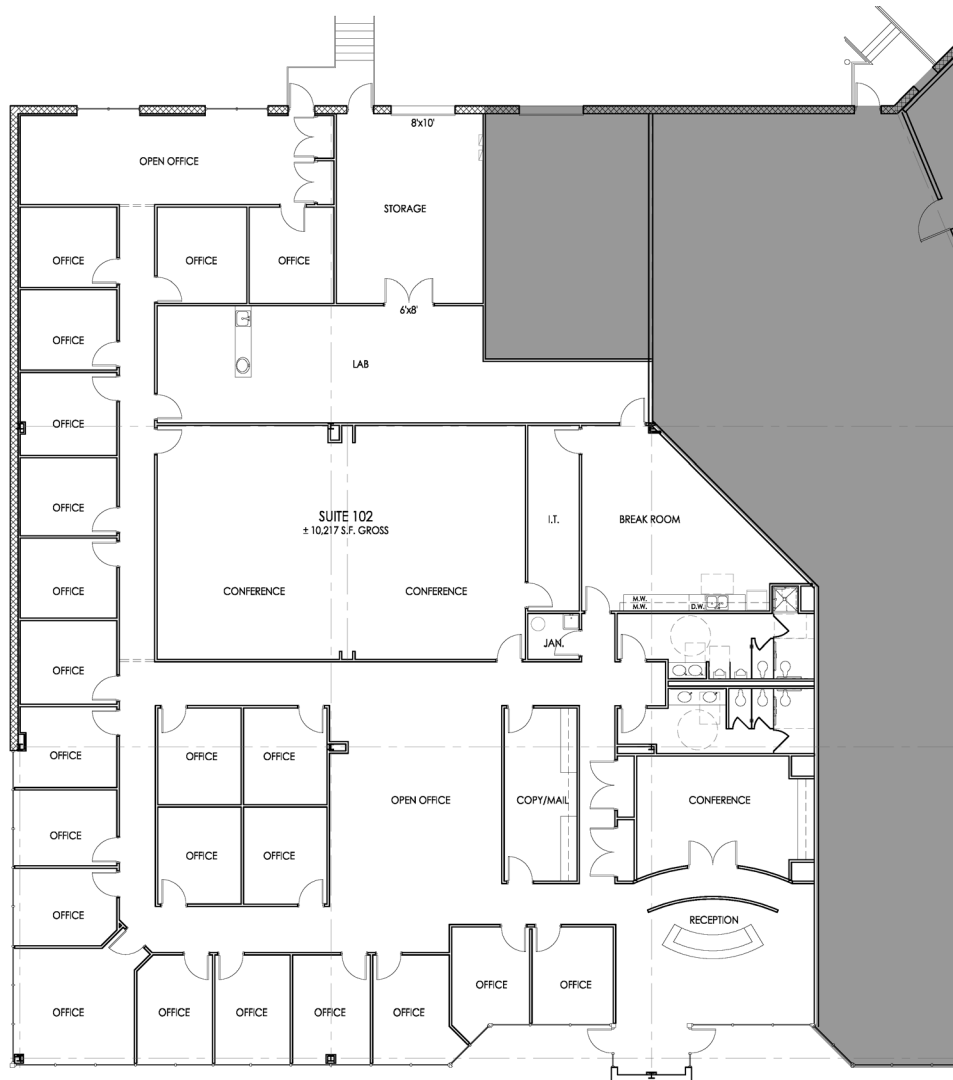 8'x10'
OPEN OFFICE
STORAGE
OFFICE
OFFICE
OFFICE
6'x8'
OFFICE
LAB
OFFICE
SUITE 102
± 10,217 S.F. GROSS
I.T.
BREAK ROOM
OFFICE
CONFERENCE
CONFERENCE
OFFICE
M.W.
M.W.
D.W.
JAN.
OFFICE
OFFICE
OFFICE
OFFICE
OPEN OFFICE
COPY/MAIL
CONFERENCE
OFFICE
OFFICE
OFFICE
OFFICE
RECEPTION
OFFICE
OFFICE
OFFICE
OFFICE
OFFICE
OFFICE
OFFICE